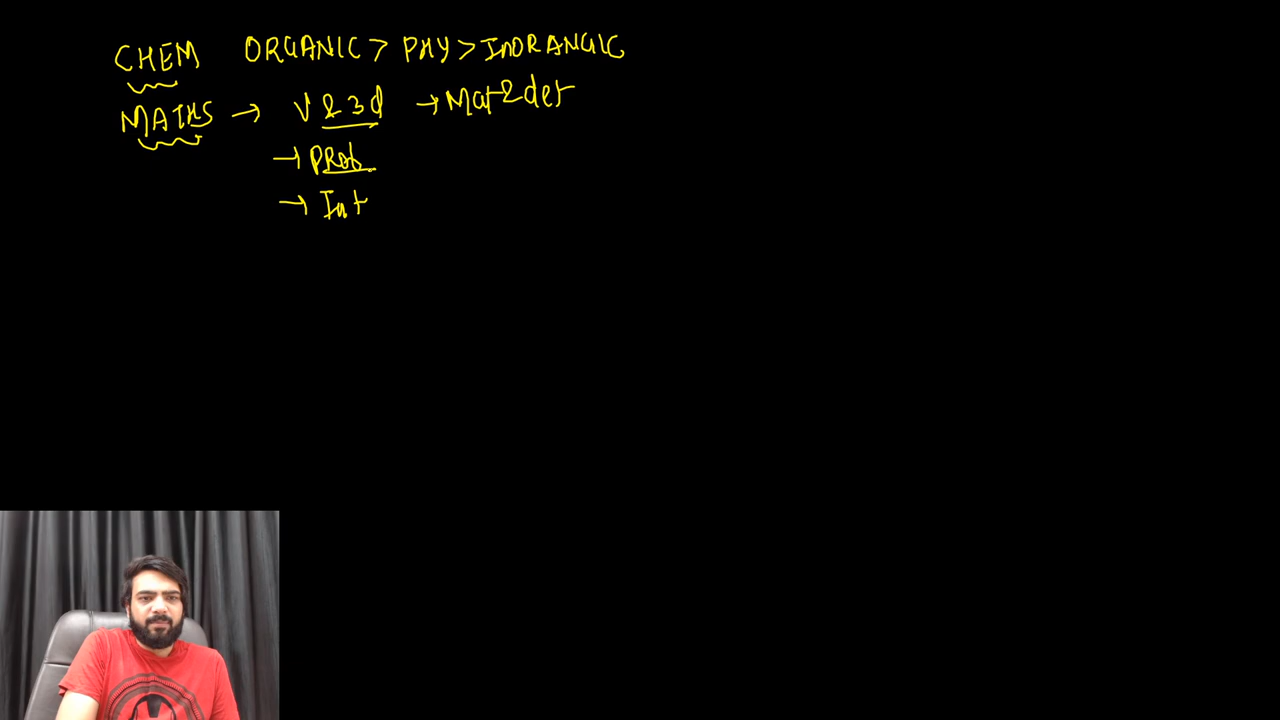 CHEM ORGANIC > PHY > INORANGIC
MATHS → V & 3d → Mat & det
→ PRob
→ Int